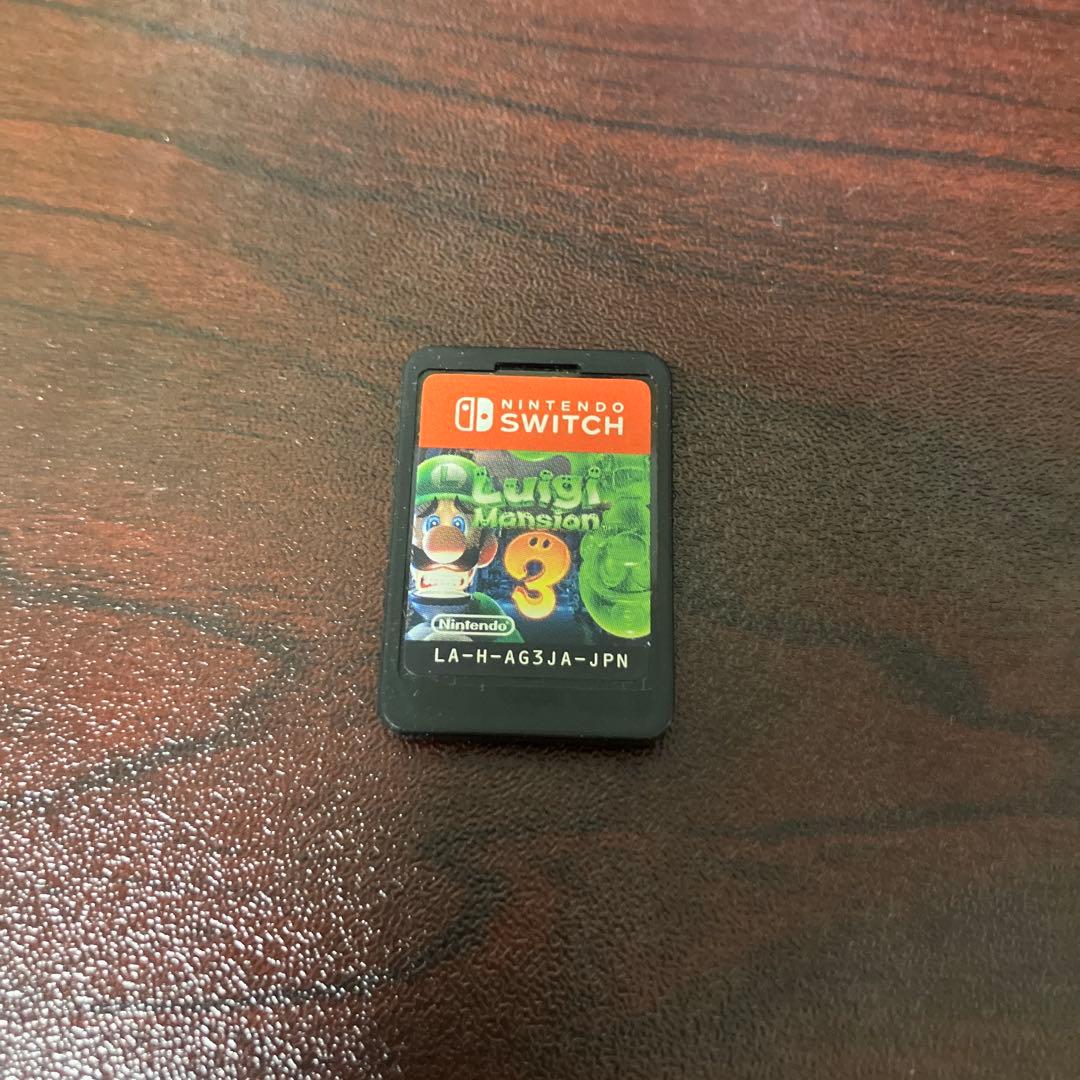 NINTENDO
SWITCH
Luigi
Mansion
3
Nintendo
LA-H-AG3JA-JPN